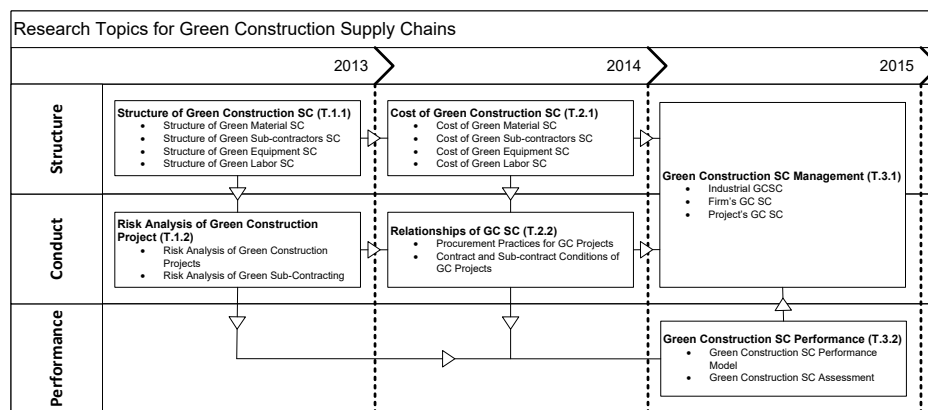 Research Topics for Green Construction Supply Chains
2013
2014
2015
Structure
Structure of Green Construction SC (T.1.1)
• Structure of Green Material SC
• Structure of Green Sub-contractors SC
• Structure of Green Equipment SC
• Structure of Green Labor SC
Cost of Green Construction SC (T.2.1)
• Cost of Green Material SC
• Cost of Green Sub-contractors SC
• Cost of Green Equipment SC
• Cost of Green Labor SC
Green Construction SC Management (T.3.1)
• Industrial GCSC
• Firm's GC SC
• Project's GC SC
Conduct
Risk Analysis of Green Construction
Project (T.1.2)
• Risk Analysis of Green Construction
Projects
• Risk Analysis of Green Sub-Contracting
Relationships of GC SC (T.2.2)
• Procurement Practices for GC Projects
• Contract and Sub-contract Conditions of
GC Projects
Performance
Green Construction SC Performance (T.3.2)
• Green Construction SC Performance
Model
• Green Construction SC Assessment